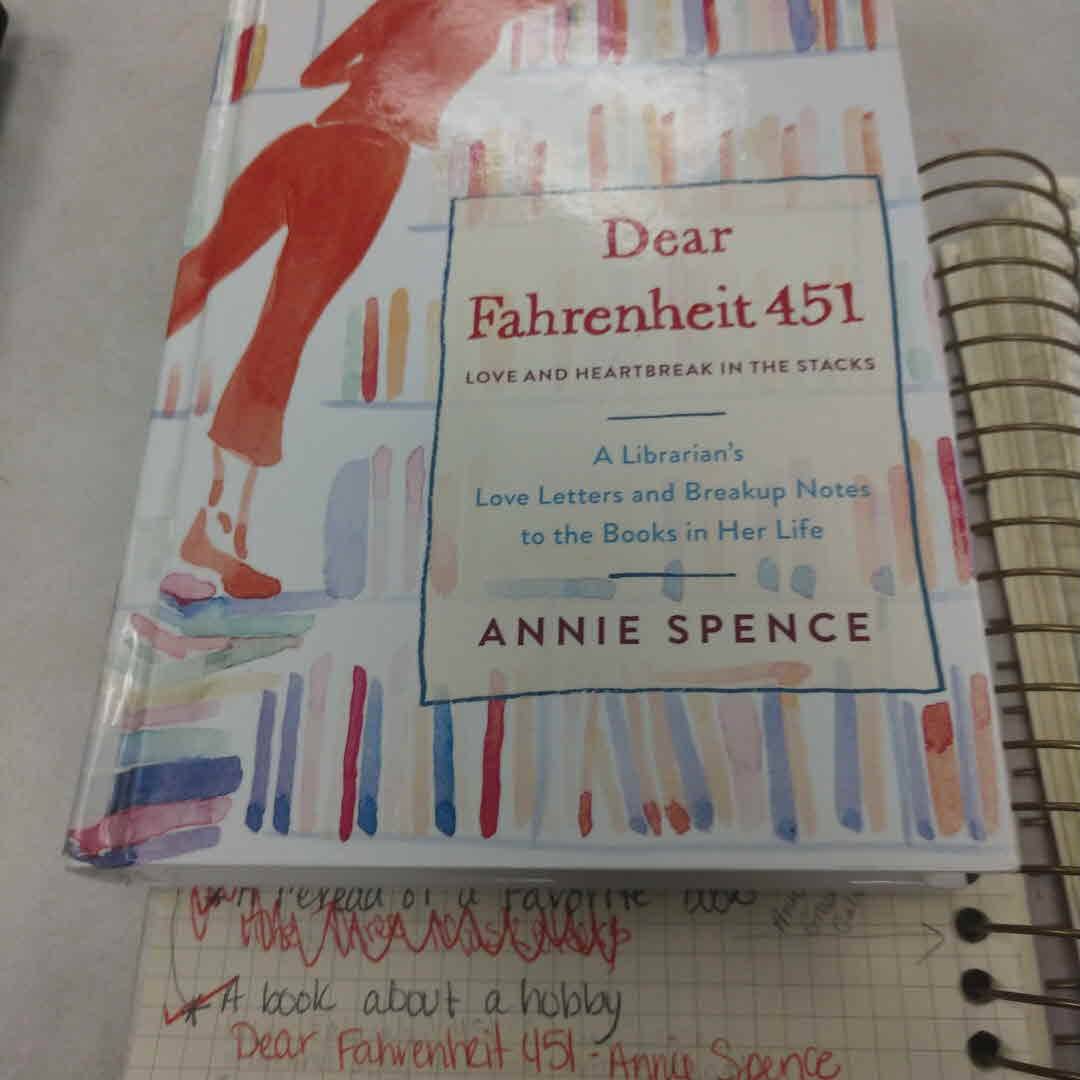 Dear
Fahrenheit 451
LOVE AND HEARTBREAK IN THE STACKS
A Librarian's
Love Letters and Breakup Notes
to the Books in Her Life
ANNIE SPENCE
A reread of a favorite book
A book about a hobby
Dear Fahrenheit 451 - Annie Spence